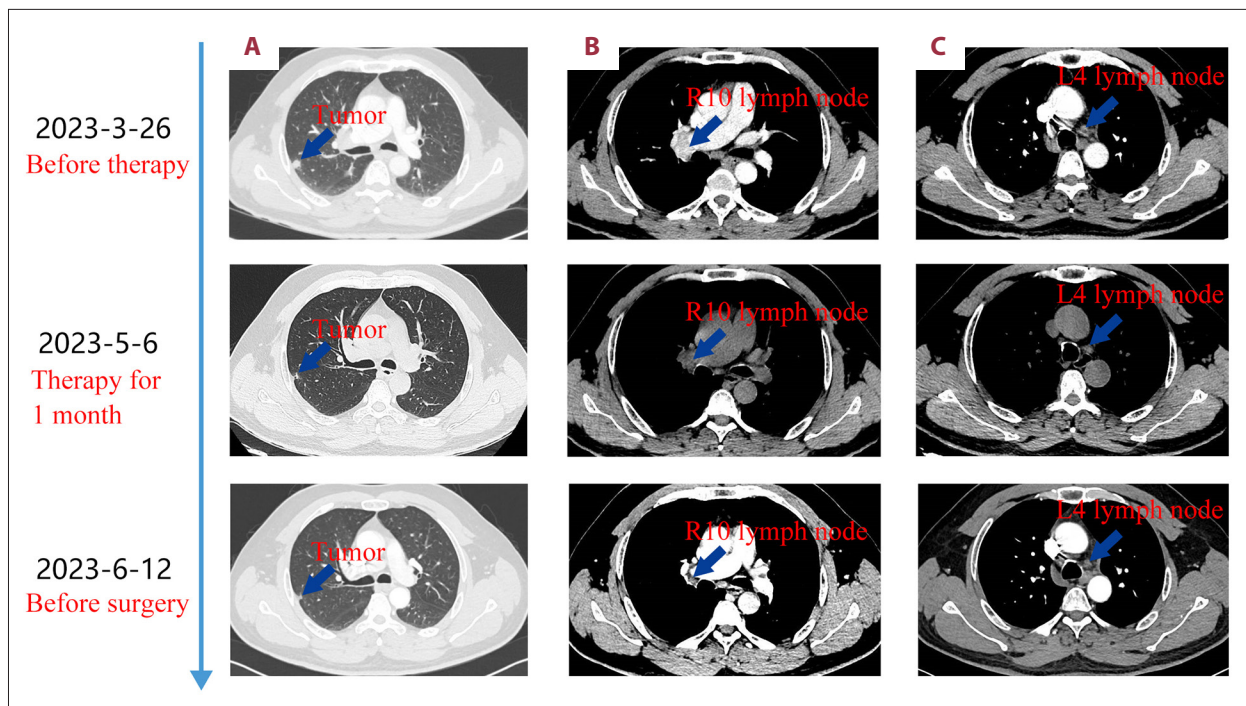 A
B
C
2023-3-26
Before therapy
Tumor
R10 lymph node
L4 lymph node
2023-5-6
Therapy for
1 month
Tumor
R10 lymph node
L4 lymph node
2023-6-12
Before surgery
Tumor
R10 lymph node
L4 lymph node